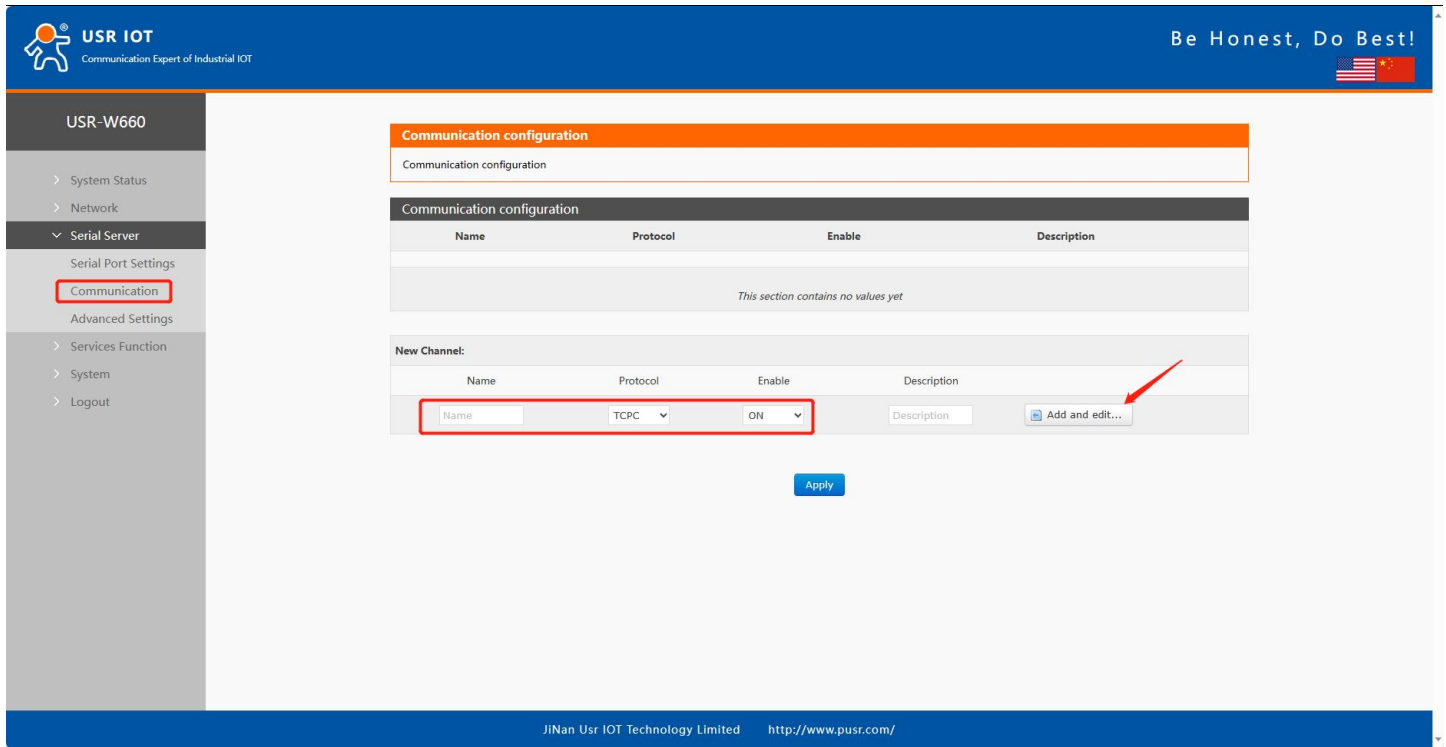 USR IOT
Communication Expert of Industrial IOT
Be Honest, Do Best!
USR-W660
System Status
Network
Serial Server
Serial Port Settings
Communication
Advanced Settings
Services Function
System
Logout
Communication configuration
Communication configuration
Communication configuration
Name Protocol Enable Description
This section contains no values yet
New Channel:
Name Protocol Enable Description
Name TCPC ON Description Add and edit...
Apply
JiNan Usr IOT Technology Limited http://www.pusr.com/